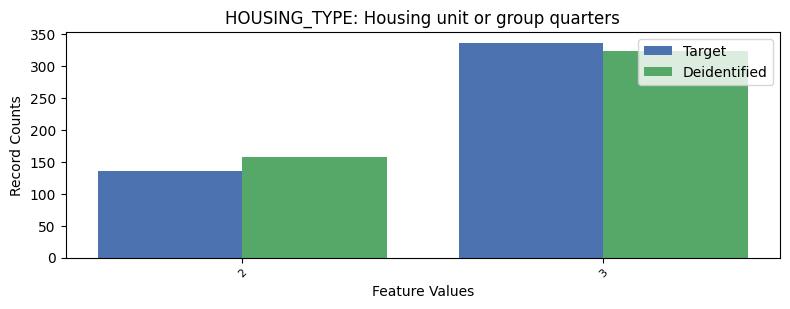 HOUSING_TYPE: Housing unit or group quarters
Record Counts
350
300
250
200
150
100
50
0
Target
Deidentified
2
3
Feature Values